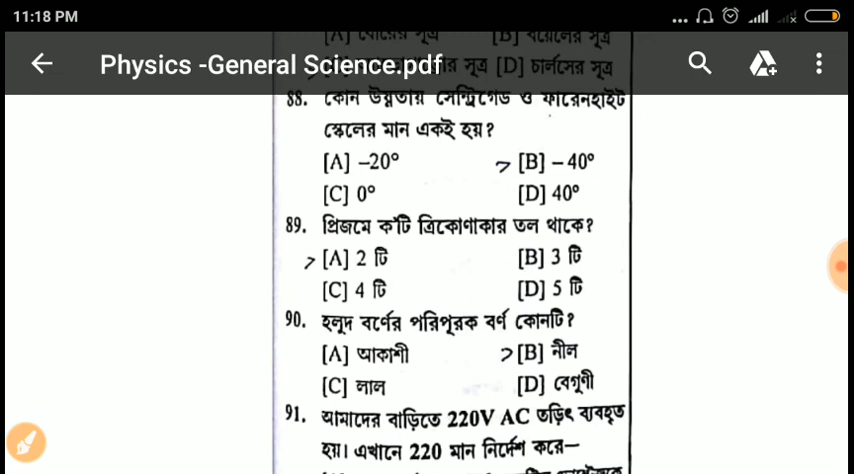 11:18 PM
Physics -General Science.pdf
[A] বোরের সূত্র [B] বয়েলের সূত্র
সূত্র [D] চার্লসের সূত্র
88. কোন উষ্ণতায় সেন্ট্রিগ্রেড ও ফারেনহাইট
স্কেলের মান একই হয়?
[A] –20° [B] – 40°
[C] 0° [D] 40°
89. প্রিজমে ক'টি ত্রিকোণাকার তল থাকে?
[A] 2 টি [B] 3 টি
[C] 4 টি [D] 5 টি
90. হলুদ বর্ণের পরিপূরক বর্ণ কোনটি?
[A] আকাশী [B] নীল
[C] লাল [D] বেগুণী
91. আমাদের বাড়িতে 220V AC তড়িৎ ব্যবহৃত
হয়। এখানে 220 মান নির্দেশ করে—